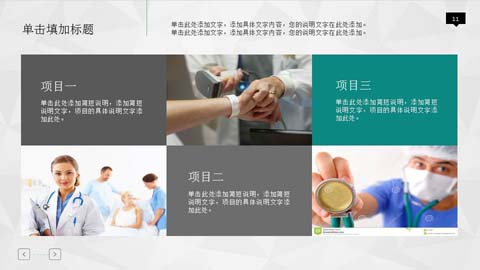 单击填加标题
单击此处添加文字，添加具体文字内容，您的说明文字在此处添加。
单击此处添加文字，添加具体文字内容，您的说明文字在此处添加。
11
项目一
单击此处添加简短说明，添加简短
说明文字，项目的具体说明文字添
加此处。
项目三
单击此处添加简短说明，添加简短
说明文字，项目的具体说明文字添
加此处。
项目二
单击此处添加简短说明，添加简短
说明文字，项目的具体说明文字添
加此处。